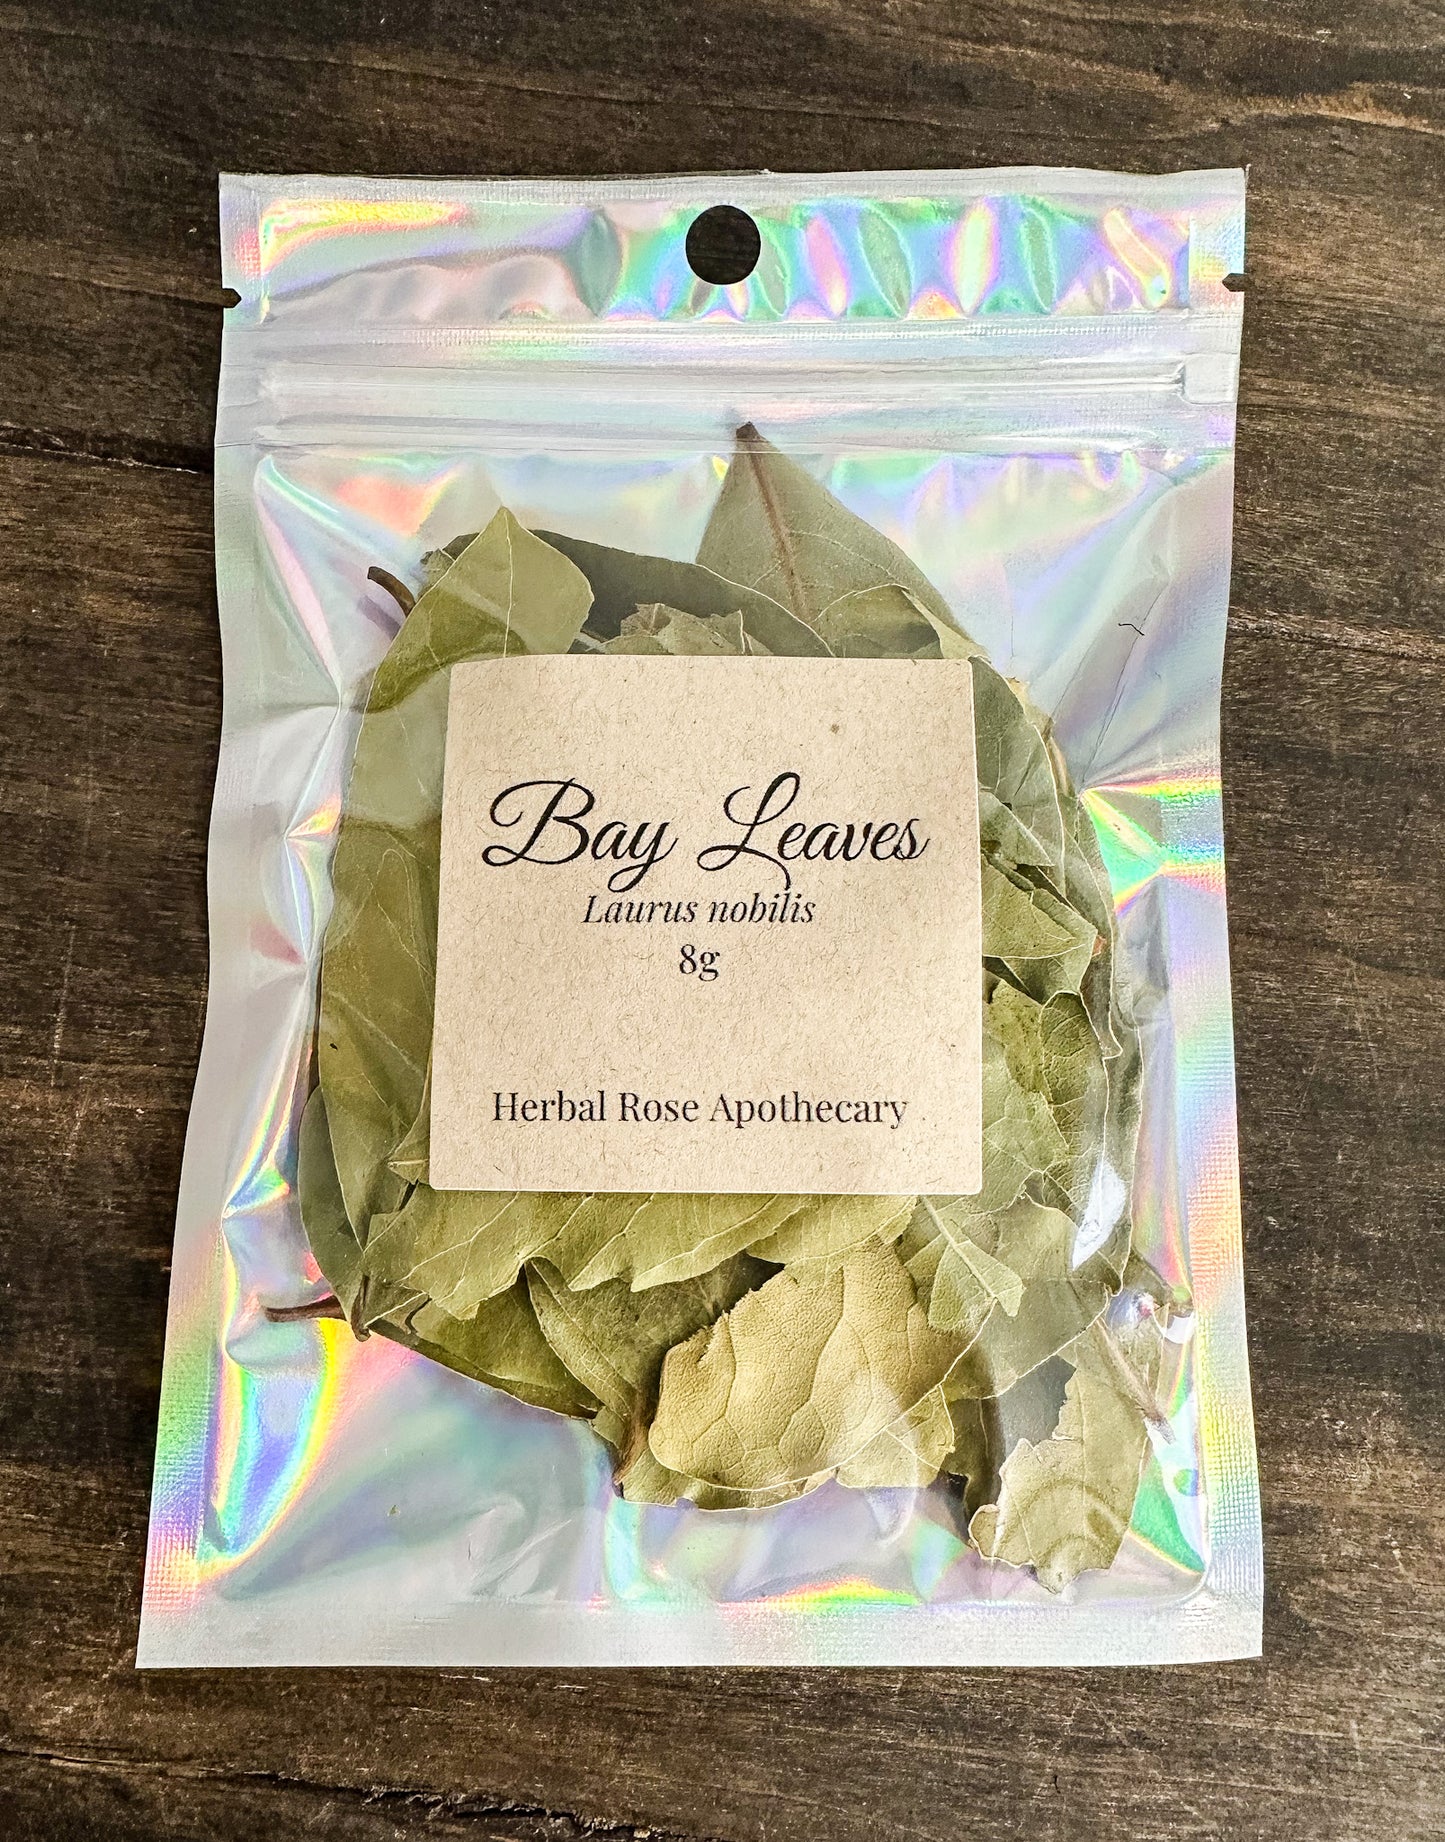 Bay Leaves
Laurus nobilis
8g
Herbal Rose Apothecary